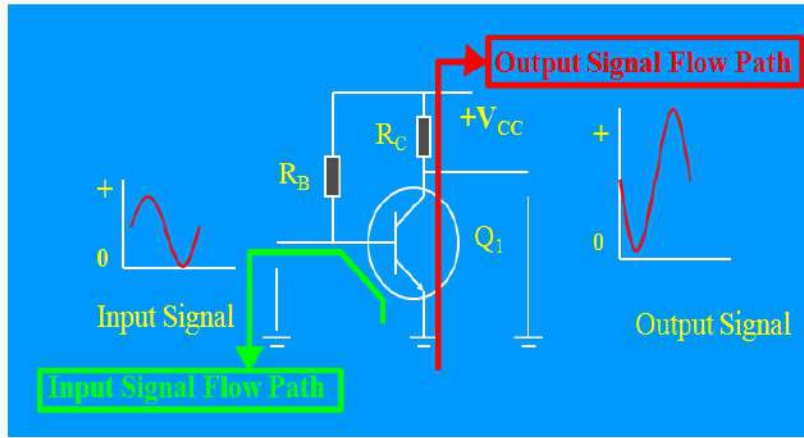 Output Signal Flow Path
+VCC
RC
RB
+
0
Input Signal
Q1
+
0
Output Signal
Input Signal Flow Path